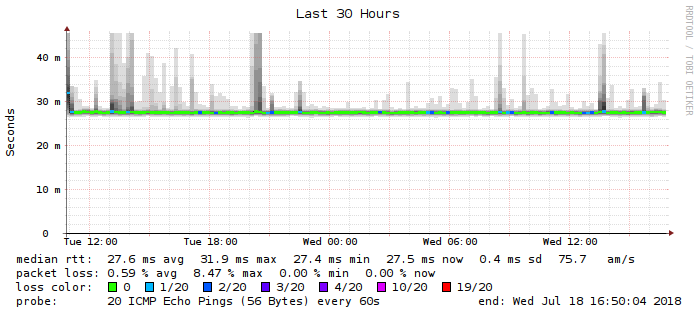 Last 30 Hours
RRDTOOL / TOBI OETIKER
Seconds
40 m
30 m
20 m
10 m
0
Tue 12:00 Tue 18:00 Wed 00:00 Wed 06:00 Wed 12:00
median rtt: 27.6 ms avg 31.9 ms max 27.4 ms min 27.5 ms now 0.4 ms sd 75.7 am/s
packet loss: 0.59 % avg 8.47 % max 0.00 % min 0.00 % now
loss color: 0 1/20 2/20 3/20 4/20 10/20 19/20
probe: 20 ICMP Echo Pings (56 Bytes) every 60s end: Wed Jul 18 16:50:04 2018